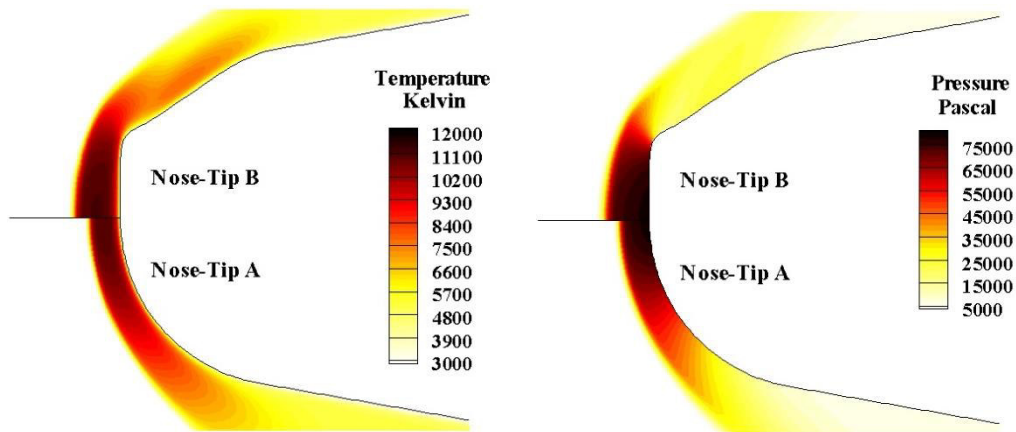 Temperature
Kelvin
12000
11100
10200
9300
8400
7500
6600
5700
4800
3900
3000
Nose-Tip B
Nose-Tip A
Pressure
Pascal
75000
65000
55000
45000
35000
25000
15000
5000
Nose-Tip B
Nose-Tip A